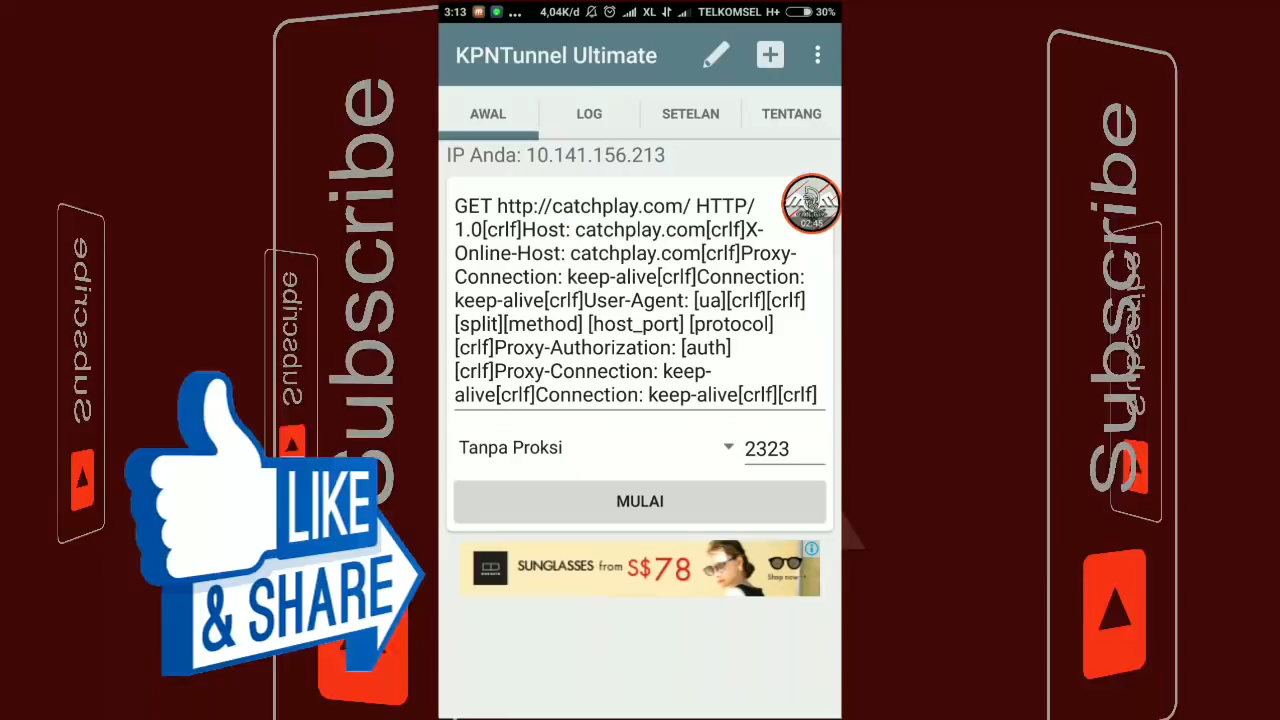 3:13 ... 4,04K/d XL TELKOMSEL H+ 30%
KPNTunnel Ultimate
AWAL LOG SETELAN TENTANG
IP Anda: 10.141.156.213
GET http://catchplay.com/ HTTP/
1.0[crlf]Host: catchplay.com[crlf]X-
Online-Host: catchplay.com[crlf]Proxy-
Connection: keep-alive[crlf]Connection:
keep-alive[crlf]User-Agent: [ua][crlf][crlf]
[split][method] [host_port] [protocol]
[crlf]Proxy-Authorization: [auth]
[crlf]Proxy-Connection: keep-
alive[crlf]Connection: keep-alive[crlf][crlf]
02:45
Tanpa Proksi 2323
MULAI
SUNGLASSES from S$78
Shop now
LIKE
& SHARE
Subscribe
Subscribe
Subscribe
Subscribe
Subscribe